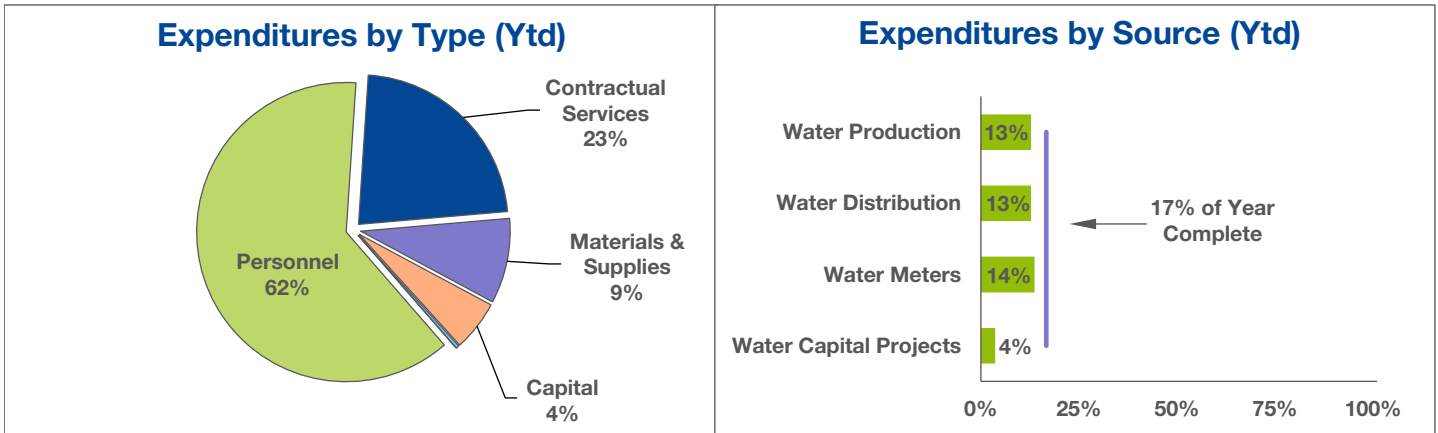 Expenditures by Type (Ytd)
Contractual
Services
23%
Materials &
Supplies
9%
Personnel
62%
Capital
4%
Expenditures by Source (Ytd)
Water Production
13%
Water Distribution
13%
17% of Year
Complete
Water Meters
14%
Water Capital Projects
4%
0% 25% 50% 75% 100%